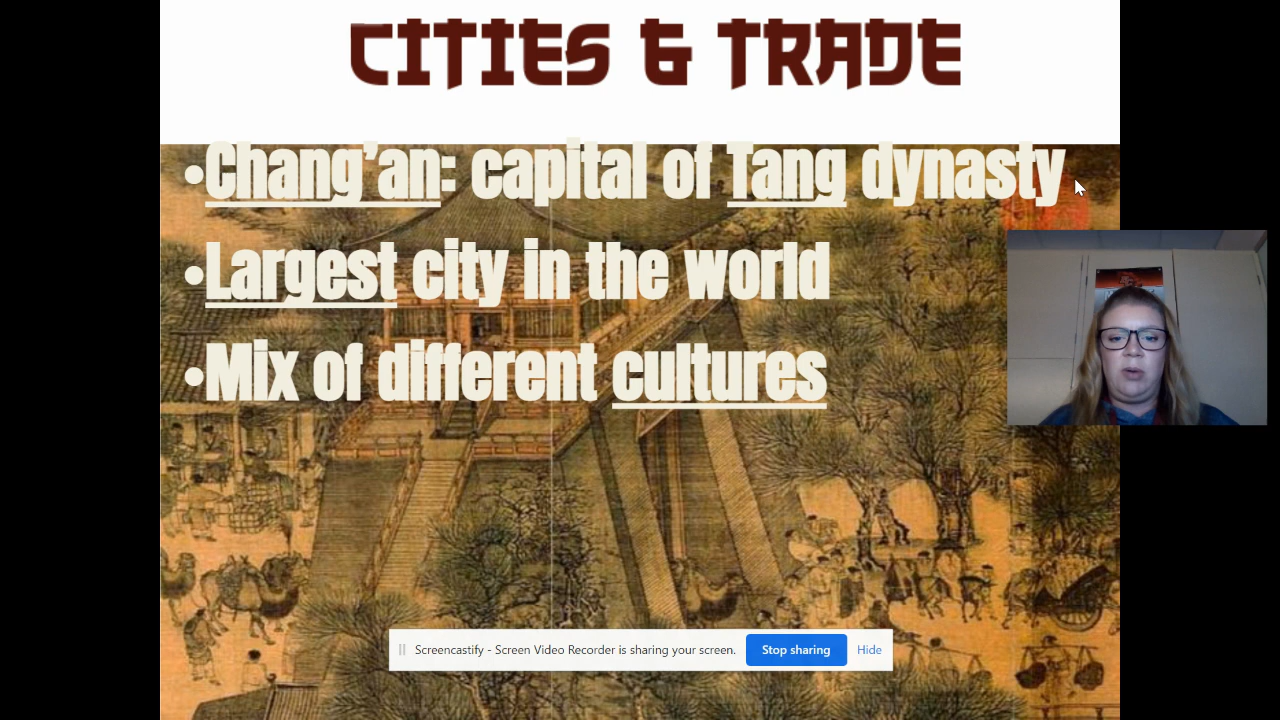 CITIES & TRADE
•Chang’an: capital of Tang dynasty
•Largest city in the world
•Mix of different cultures
Screencastify - Screen Video Recorder is sharing your screen. Stop sharing Hide